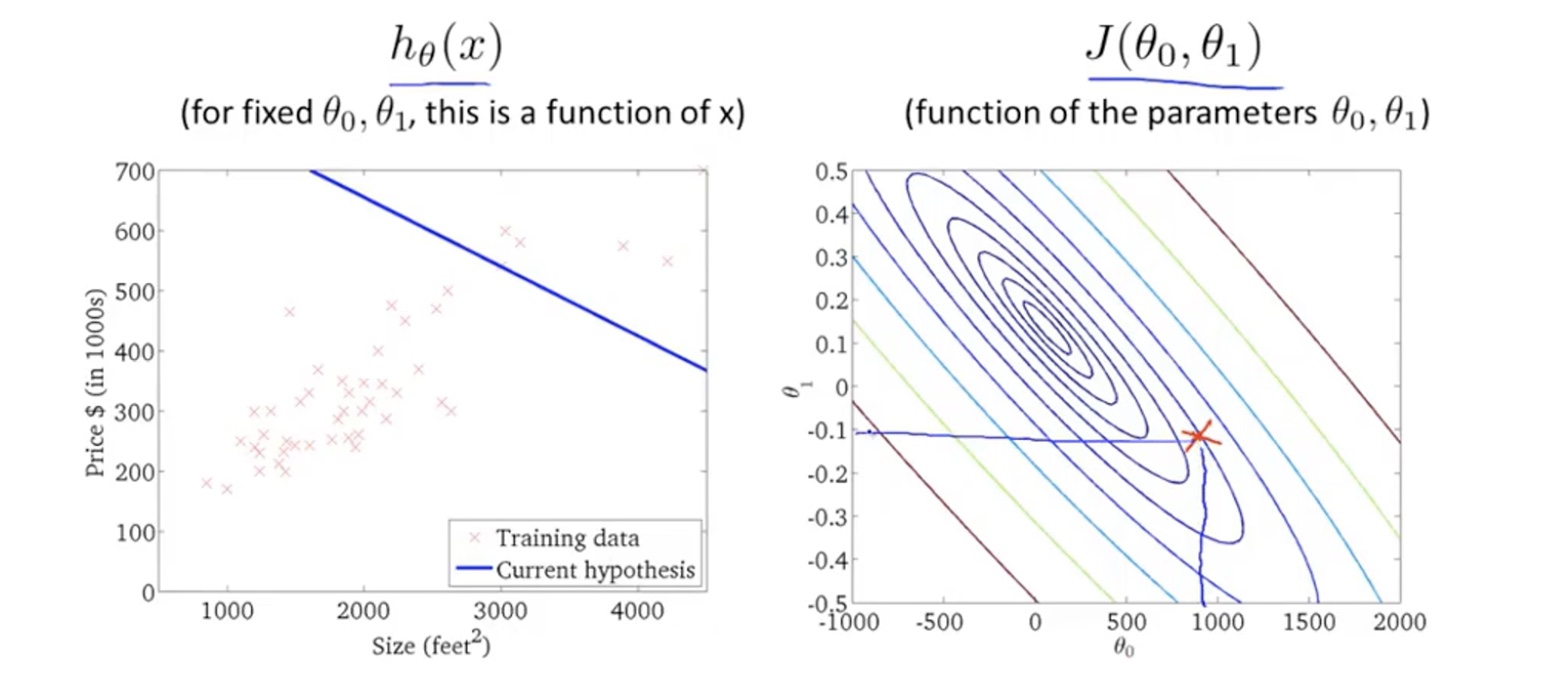 hθ(x)
(for fixed θ0, θ1, this is a function of x)
700
600
500
400
300
200
100
0
Price $ (in 1000s)
1000 2000 3000 4000
Size (feet²)
Training data
Current hypothesis
J(θ0, θ1)
(function of the parameters θ0, θ1)
0.5
0.4
0.3
0.2
0.1
0
-0.1
-0.2
-0.3
-0.4
-0.5
θ1
-1000 -500 0 500 1000 1500 2000
θ0